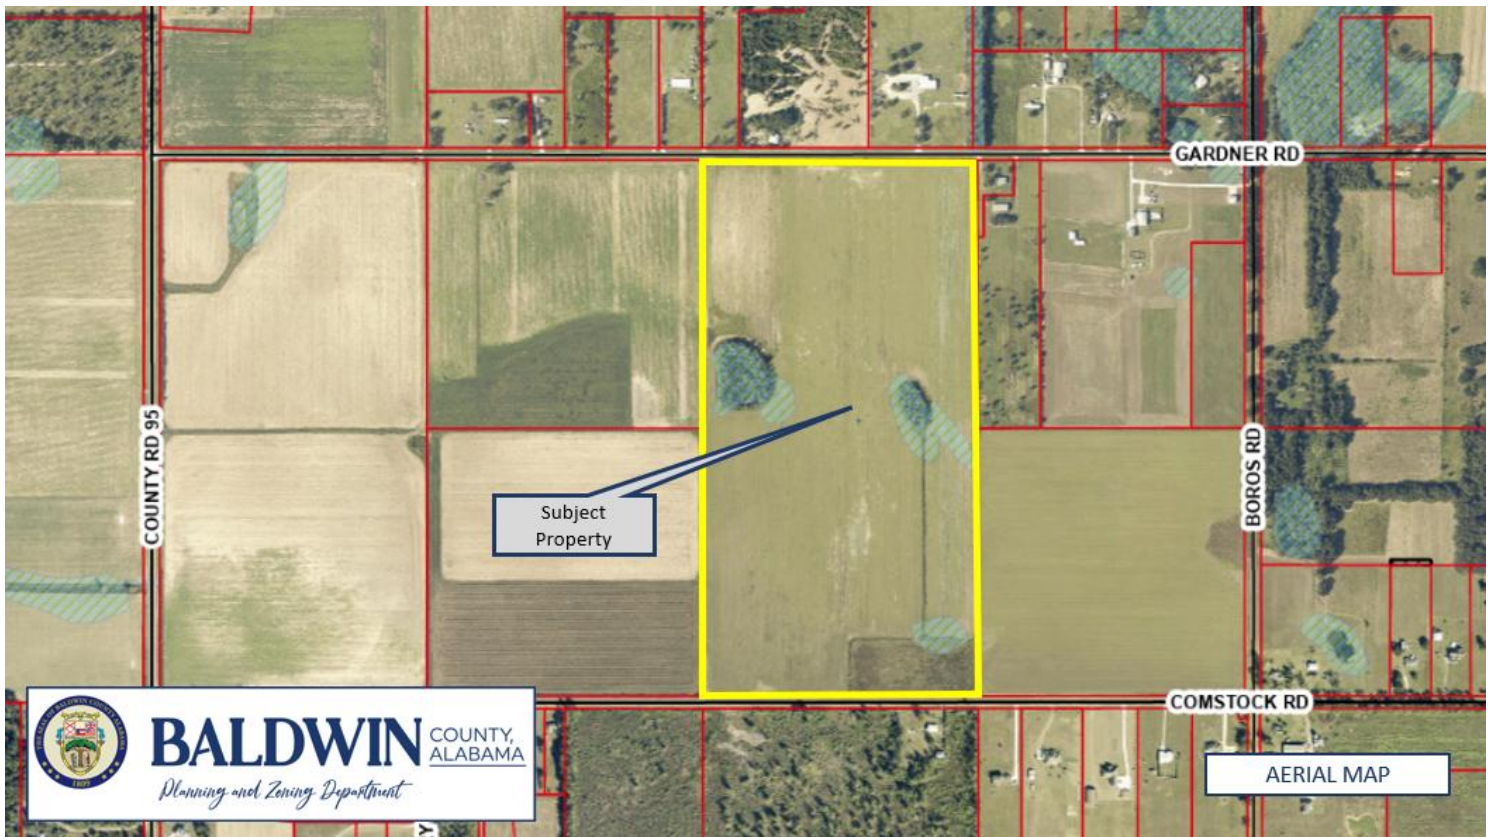 GARDNER RD
COUNTY RD 95
BOROS RD
Subject
Property
COMSTOCK RD
BALDWIN COUNTY,
ALABAMA
Planning and Zoning Department
AERIAL MAP